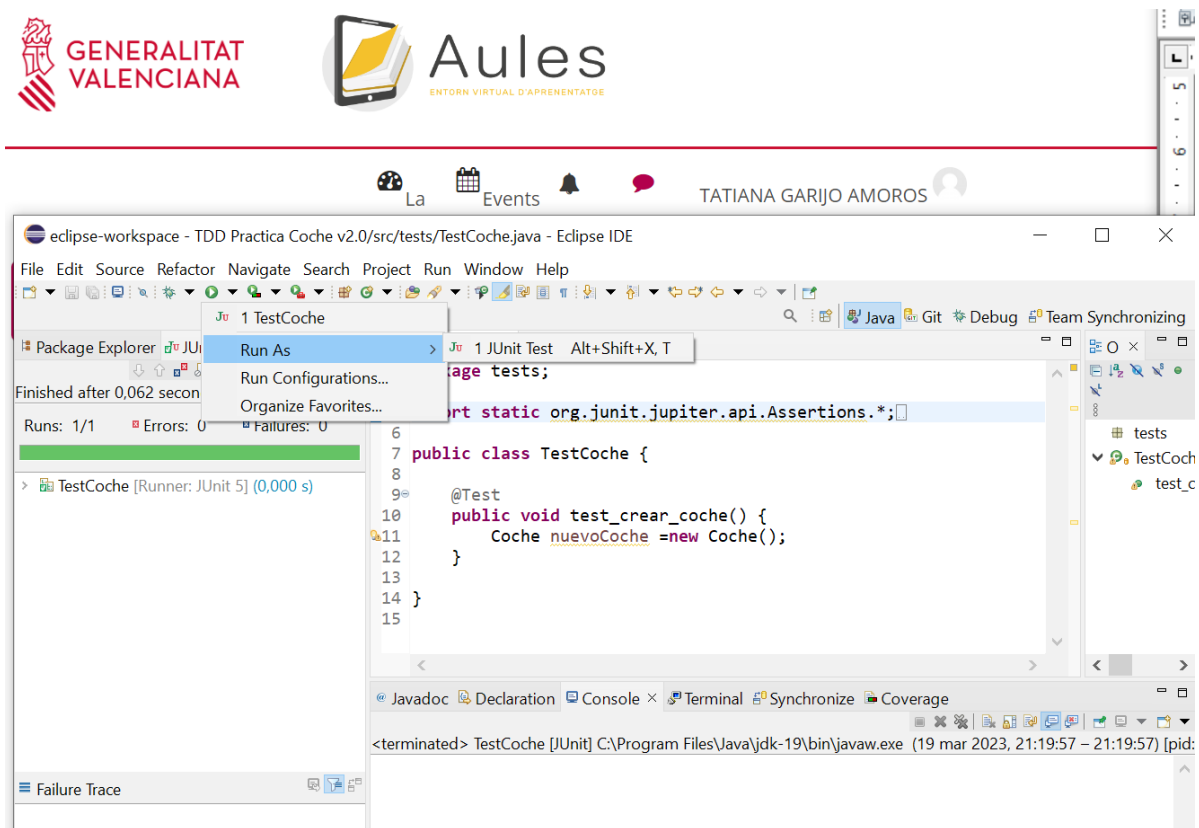 GENERALITAT
VALENCIANA
Aules
ENTORN VIRTUAL D'APRENENTATGE
La
Events
TATIANA GARIJO AMOROS
eclipse-workspace - TDD Practica Coche v2.0/src/tests/TestCoche.java - Eclipse IDE
File Edit Source Refactor Navigate Search Project Run Window Help
1 TestCoche
Java Git Debug Team Synchronizing
Package Explorer
Run As
1 JUnit Test Alt+Shift+X, T
Run Configurations...
Organize Favorites...
Finished after 0,062 secon
Runs: 1/1 Errors: 0 Failures: 0
age tests;
rt static org.junit.jupiter.api.Assertions.*;
6
7 public class TestCoche {
8
9 @Test
10 public void test_crear_coche() {
11 Coche nuevoCoche =new Coche();
12 }
13
14 }
15
TestCoche [Runner: JUnit 5] (0,000 s)
O
tests
TestCoch
test_c
@ Javadoc Declaration Console Terminal Synchronize Coverage
<terminated> TestCoche [JUnit] C:\Program Files\Java\jdk-19\bin\javaw.exe (19 mar 2023, 21:19:57 – 21:19:57) [pid:
Failure Trace